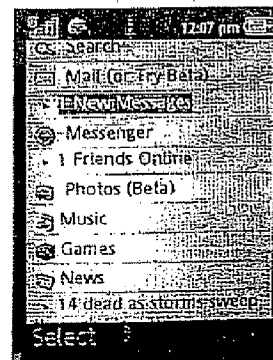 12:07 pm
Search
Mail (or Try Beta)
New Messages
Messenger
1 Friends Online
Photos (Beta)
Music
Games
News
14 dead as storms sweep
Select